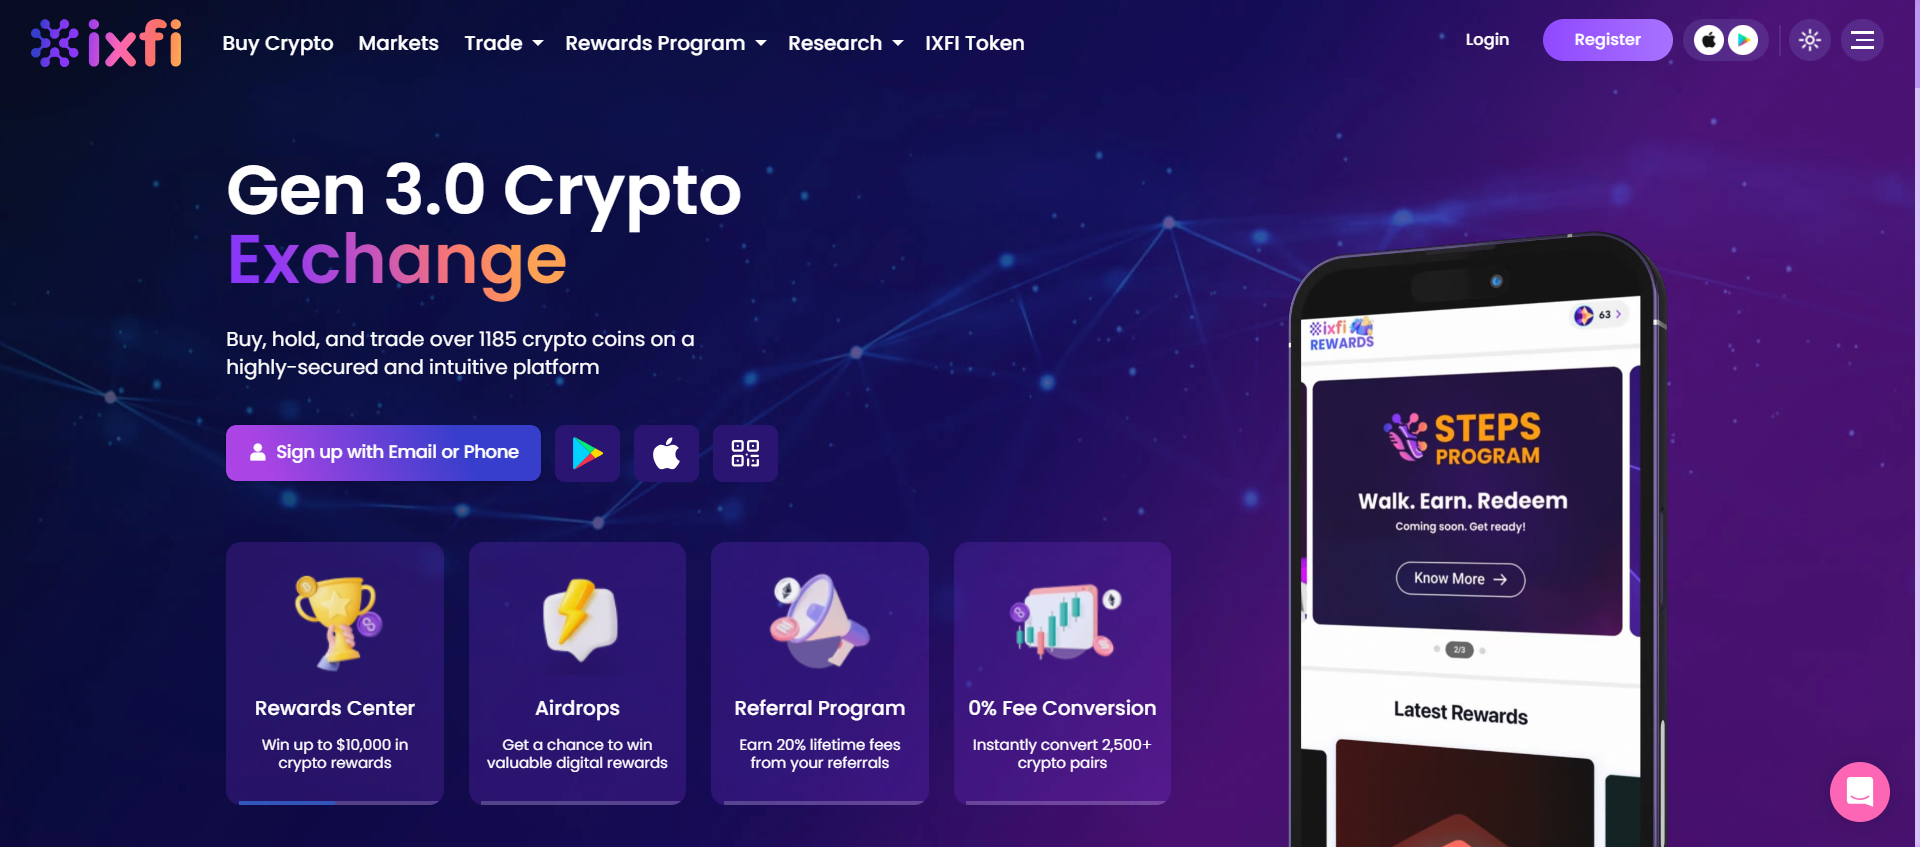 ixfi
Buy Crypto
Markets
Trade
Rewards Program
Research
IXFI Token
Login
Register
Gen 3.0 Crypto
Exchange
Buy, hold, and trade over 1185 crypto coins on a
highly-secured and intuitive platform
Sign up with Email or Phone
Rewards Center
Win up to $10,000 in
crypto rewards
Airdrops
Get a chance to win
valuable digital rewards
Referral Program
Earn 20% lifetime fees
from your referrals
0% Fee Conversion
Instantly convert 2,500+
crypto pairs
ixfi
REWARDS
63
STEPS
PROGRAM
Walk. Earn. Redeem
Coming soon. Get ready!
Know More
2/3
Latest Rewards